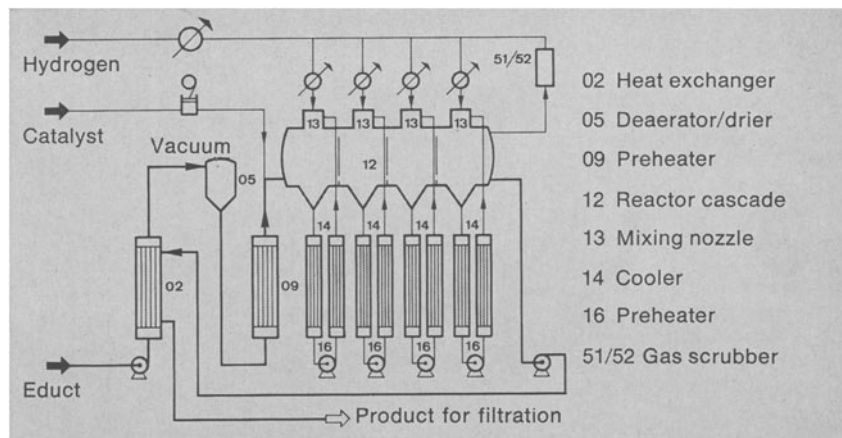 Hydrogen
51/52
Catalyst
13 13 13 13
Vacuum
05
12
14 14 14 14
02
09
16 16 16 16
Educt
Product for filtration
02 Heat exchanger
05 Deaerator/drier
09 Preheater
12 Reactor cascade
13 Mixing nozzle
14 Cooler
16 Preheater
51/52 Gas scrubber